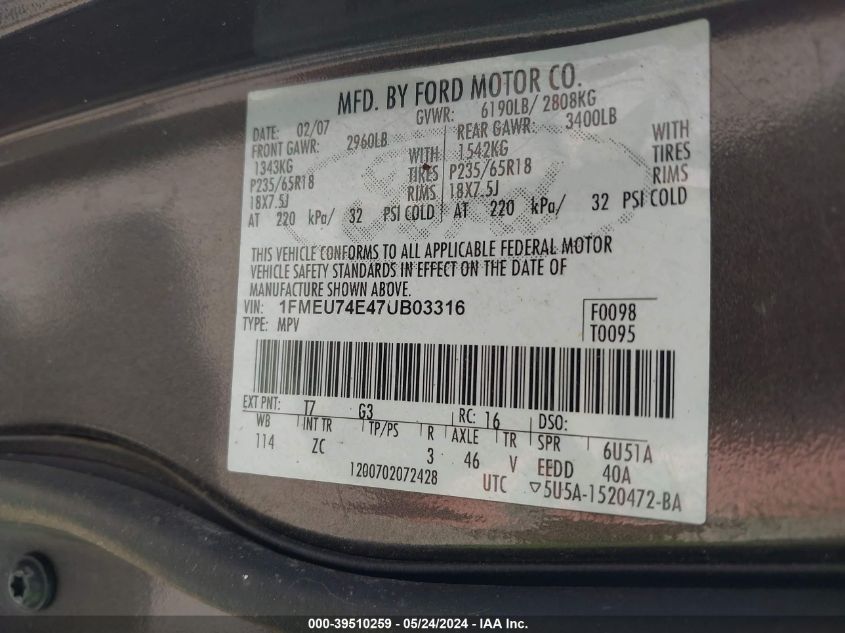 MFD. BY FORD MOTOR CO.
DATE: 02/07 GVWR: 6190LB/ 2808KG
FRONT GAWR: 2960LB REAR GAWR: 3400LB
1343KG WITH 1542KG WITH
P235/65R18 TIRES P235/65R18 TIRES
18X7.5J RIMS 18X7.5J RIMS
AT 220 kPa/ 32 PSI COLD AT 220 kPa/ 32 PSI COLD
THIS VEHICLE CONFORMS TO ALL APPLICABLE FEDERAL MOTOR
VEHICLE SAFETY STANDARDS IN EFFECT ON THE DATE OF
MANUFACTURE SHOWN ABOVE.
VIN: 1FMEU74E47UB03316 F0098
TYPE: MPV T0095
EXT PNT: T7 G3 RC: 16 DSO:
WB INT TR TP/PS R AXLE TR SPR 6U51A
114 ZC 3 46 V EEDD 40A
1200702072428 UTC ▽5U5A-1520472-BA
000-39510259 - 05/24/2024 - IAA Inc.